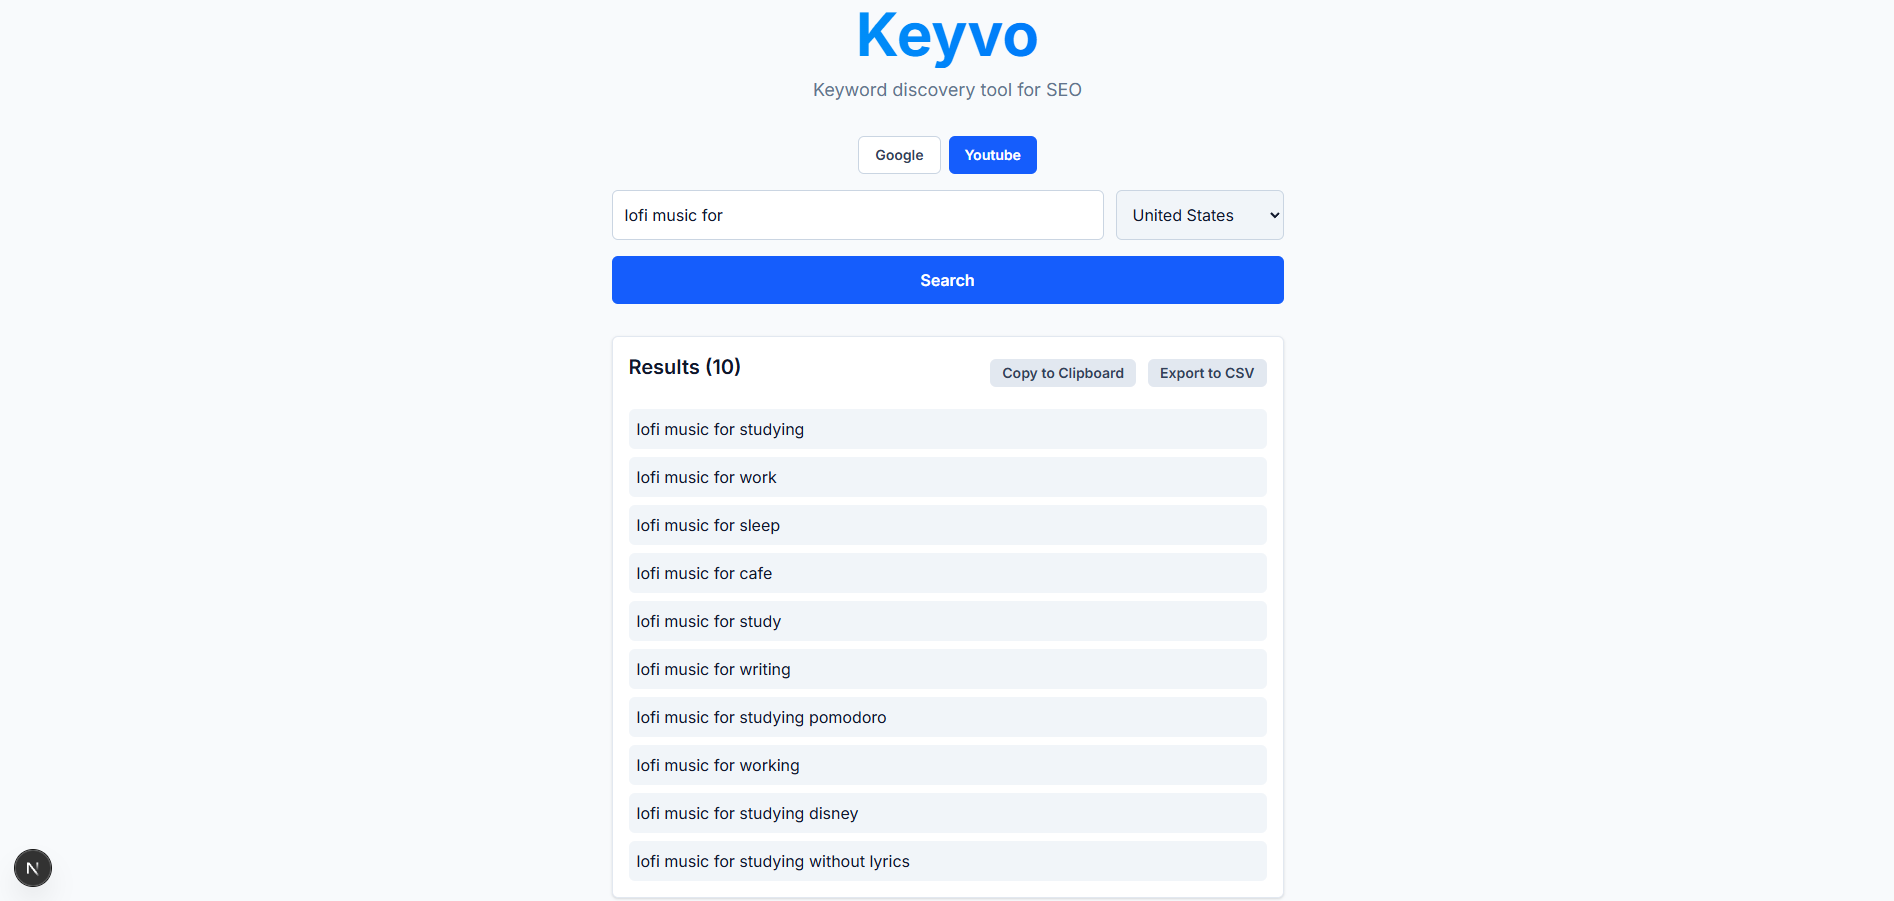 Keyvo
Keyword discovery tool for SEO
Google Youtube
lofi music for United States
Search
Results (10) Copy to Clipboard Export to CSV
lofi music for studying
lofi music for work
lofi music for sleep
lofi music for cafe
lofi music for study
lofi music for writing
lofi music for studying pomodoro
lofi music for working
lofi music for studying disney
lofi music for studying without lyrics
N